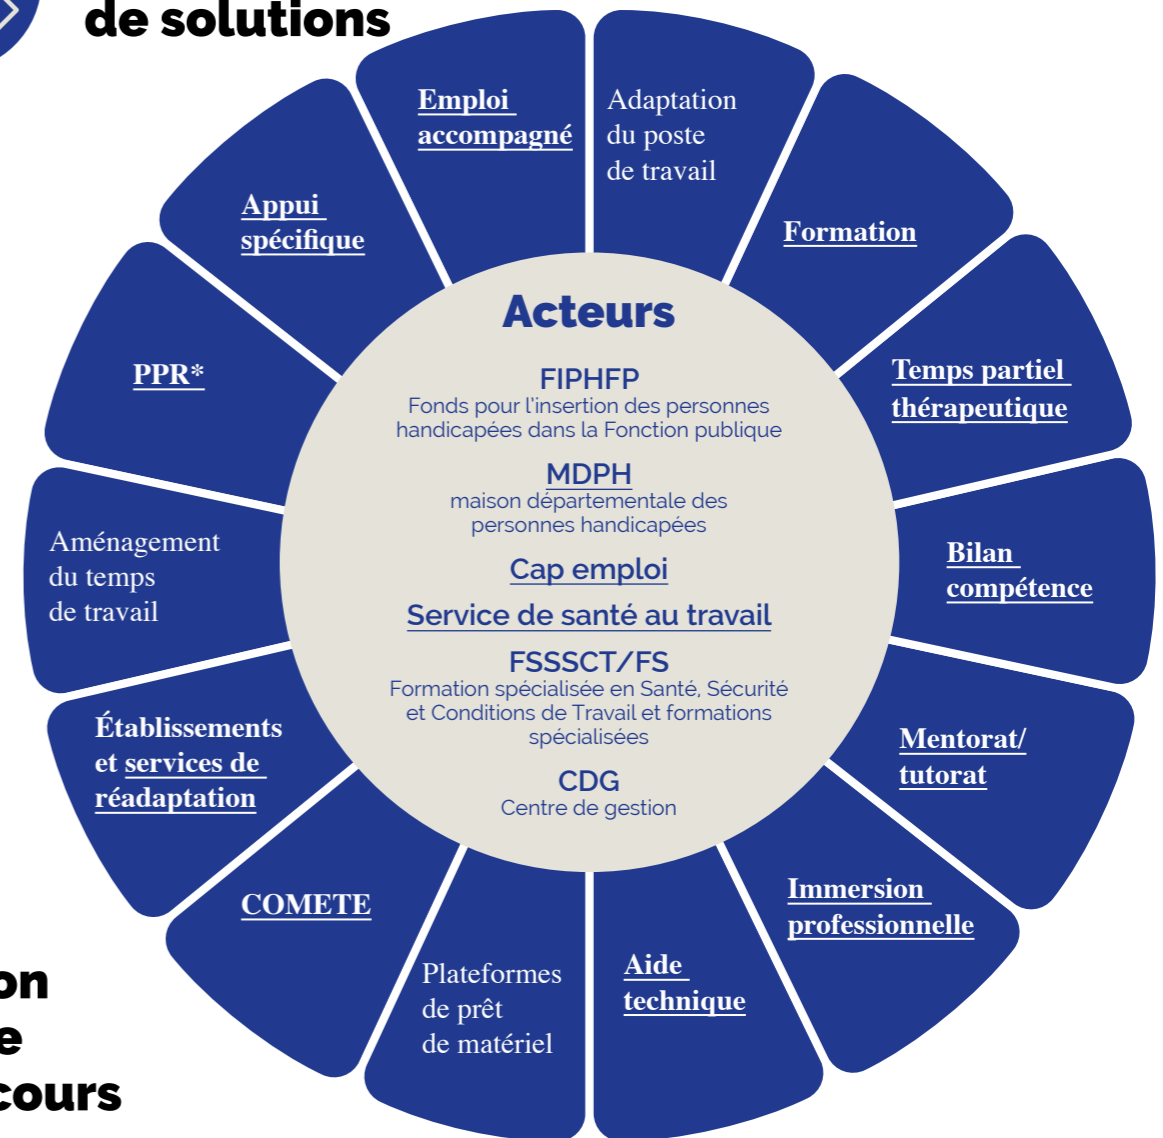 de solutions
Emploi
accompagné
Adaptation
du poste
de travail
Formation
Temps partiel
thérapeutique
Bilan
compétence
Mentorat/
tutorat
Immersion
professionnelle
Aide
technique
Plateformes
de prêt
de matériel
COMETE
Établissements
et services de
réadaptation
Aménagement
du temps
de travail
PPR*
Appui
spécifique
Acteurs
FIPHFP
Fonds pour l'insertion des personnes
handicapées dans la Fonction publique
MDPH
maison départementale des
personnes handicapées
Cap emploi
Service de santé au travail
FSSSCT/FS
Formation spécialisée en Santé, Sécurité
et Conditions de Travail et formations
spécialisées
CDG
Centre de gestion
on
e
cours